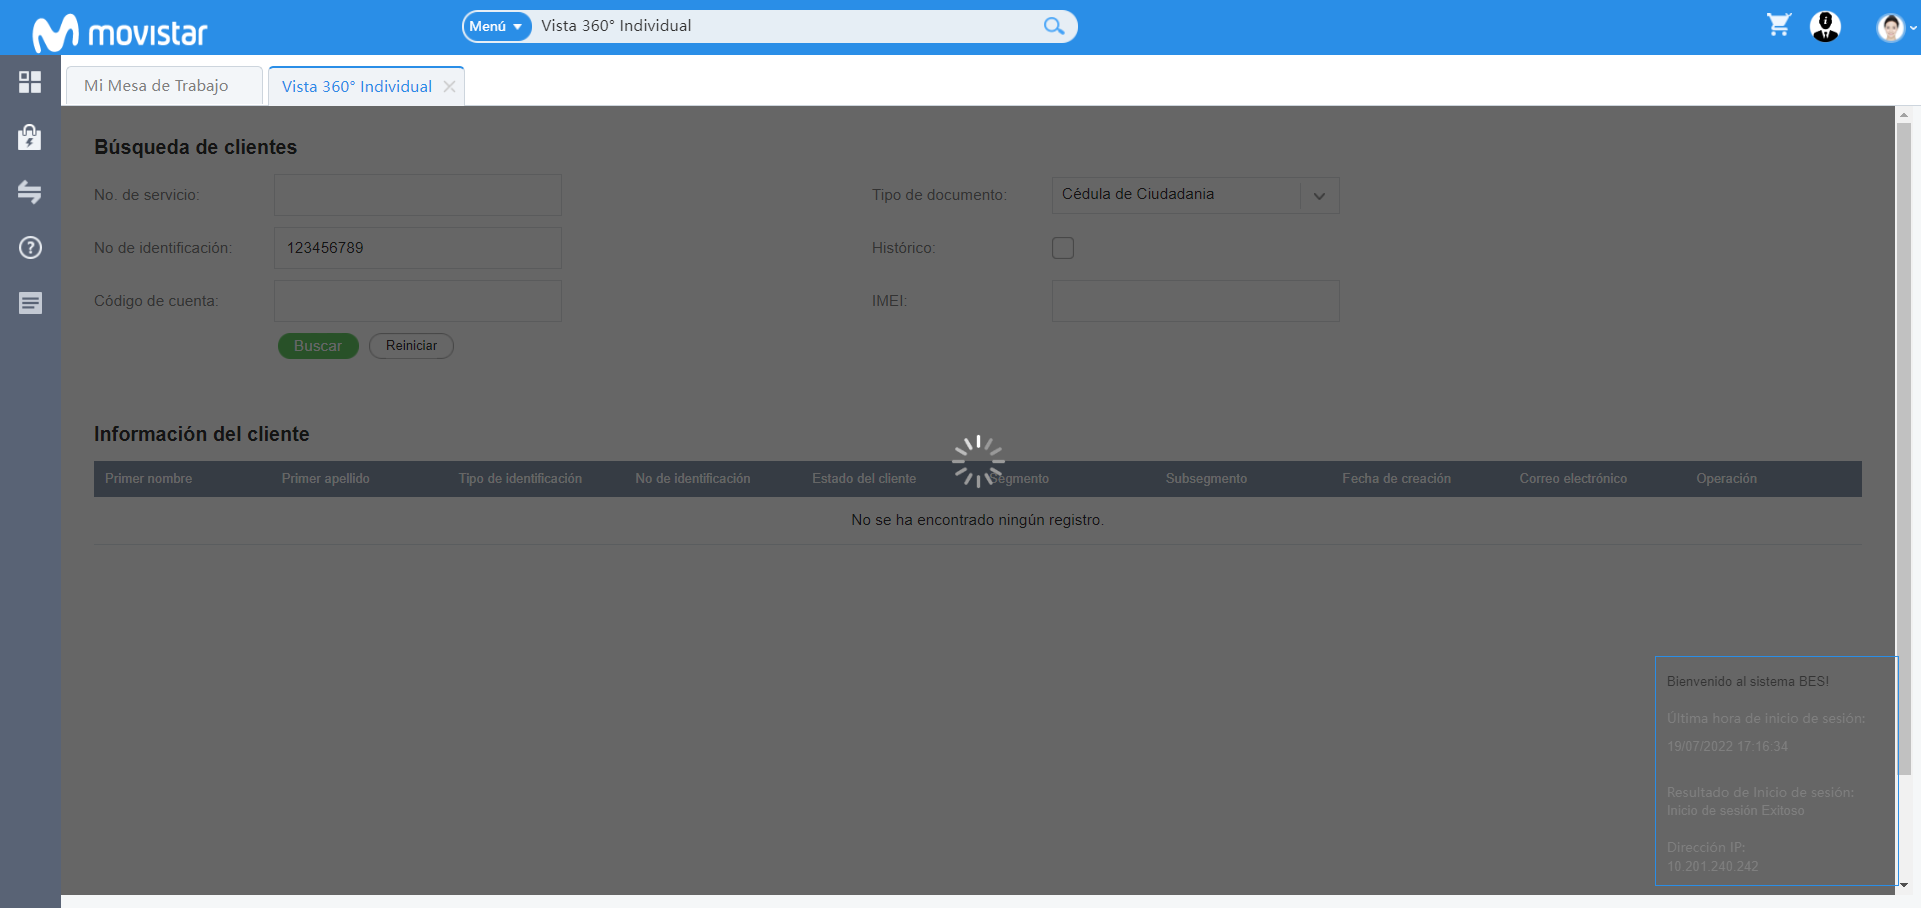 movistar
Menú
Vista 360° Individual
Mi Mesa de Trabajo
Vista 360° Individual
Búsqueda de clientes
No. de servicio:
Tipo de documento:
Cédula de Ciudadania
No de identificación:
123456789
Histórico:
Código de cuenta:
IMEI:
Buscar
Reiniciar
Información del cliente
Primer nombre
Primer apellido
Tipo de identificación
No de identificación
Estado del cliente
Segmento
Subsegmento
Fecha de creación
Correo electrónico
Operación
No se ha encontrado ningún registro.
Bienvenido al sistema BES!
Última hora de inicio de sesión:
19/07/2022 17:16:34
Resultado de Inicio de sesión:
Inicio de sesión Exitoso
Dirección IP:
10.201.240.242